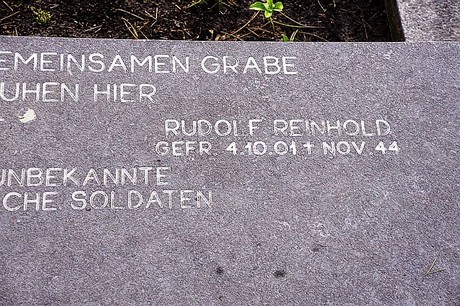 EMEINSAMEN GRABE
UHEN HIER
RUDOLF REINHOLD
GEFR. 4.10.01 † NOV. 44
UNBEKANNTE
CHE SOLDATEN